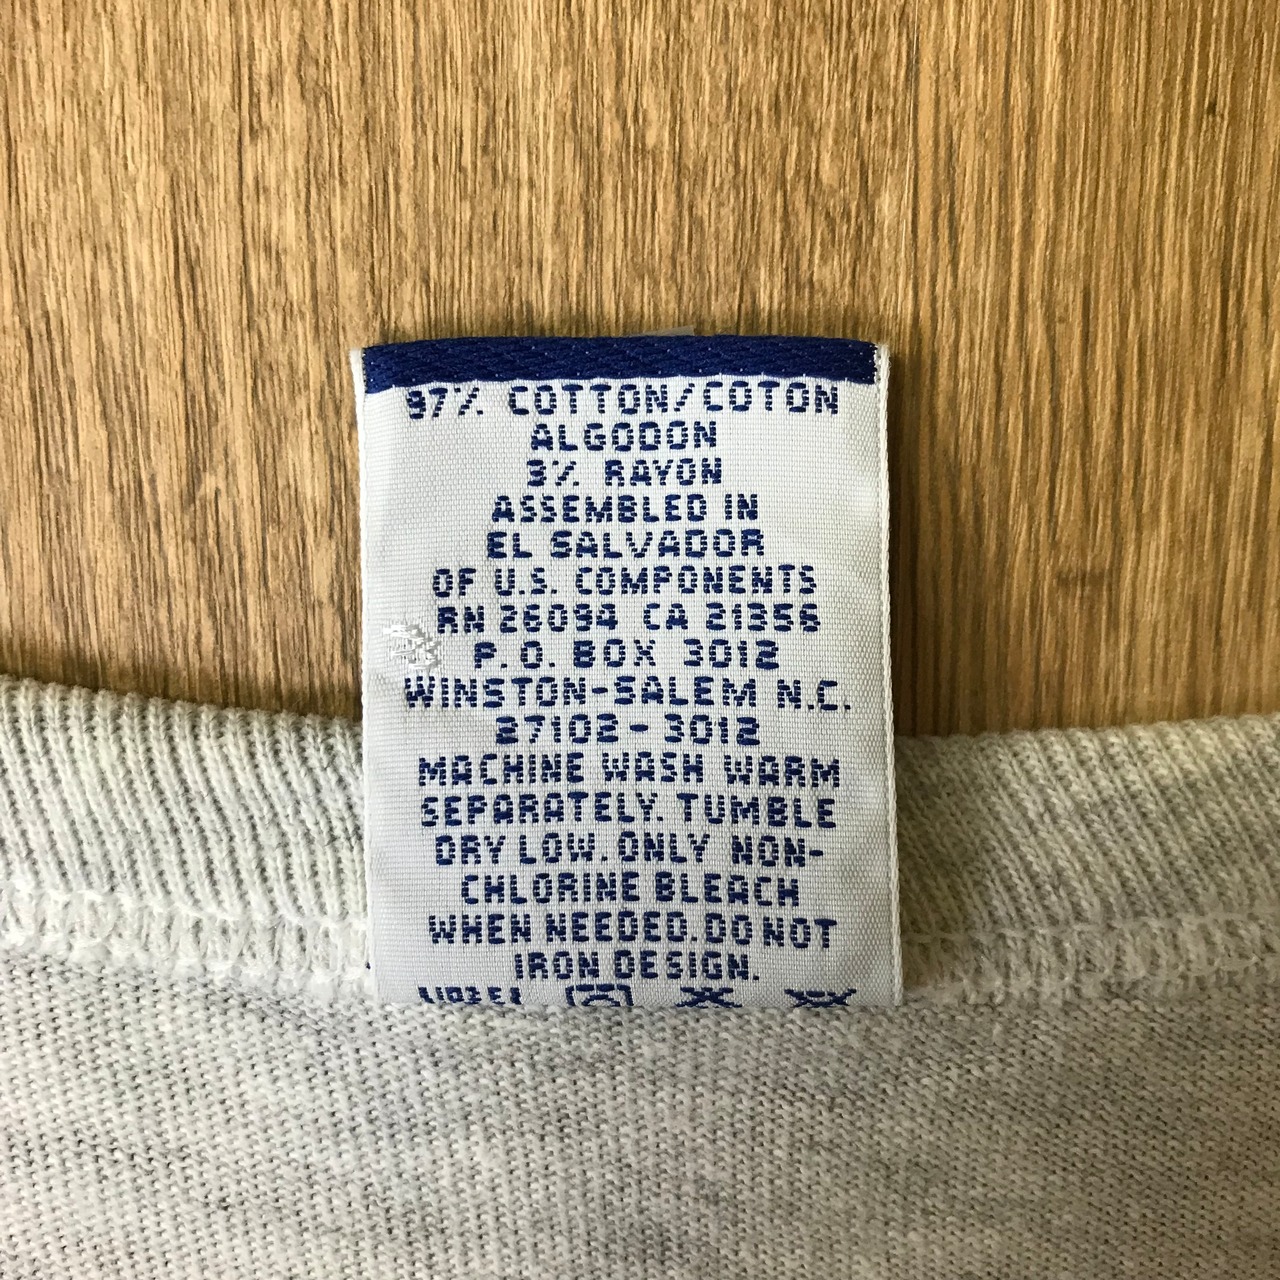 97% COTTON/COTON
ALGODON
3% RAYON
ASSEMBLED IN
EL SALVADOR
OF U.S. COMPONENTS
RN 26094 CA 21356
P.O. BOX 3012
WINSTON-SALEM N.C.
27102-3012
MACHINE WASH WARM
SEPARATELY. TUMBLE
DRY LOW. ONLY NON-
CHLORINE BLEACH
WHEN NEEDED. DO NOT
IRON DESIGN.